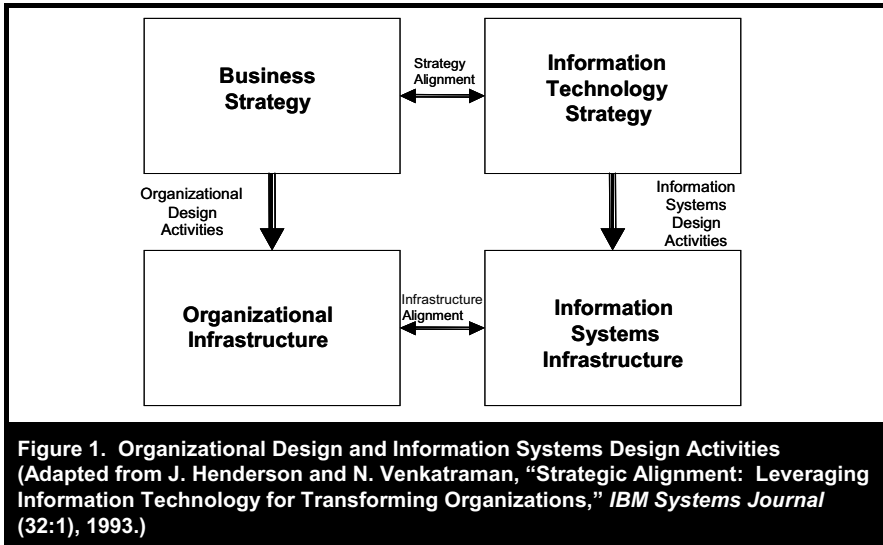 Business
Strategy
Strategy
Alignment
Information
Technology
Strategy
Organizational
Design
Activities
Information
Systems
Design
Activities
Organizational
Infrastructure
Infrastructure
Alignment
Information
Systems
Infrastructure
Figure 1. Organizational Design and Information Systems Design Activities
(Adapted from J. Henderson and N. Venkatraman, “Strategic Alignment: Leveraging
Information Technology for Transforming Organizations,” IBM Systems Journal
(32:1), 1993.)